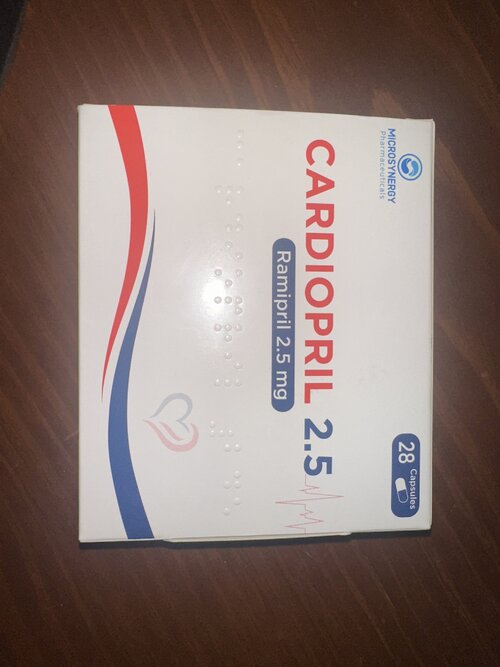 MICROSYNERGY
Pharmaceuticals
28 Capsules
CARDIOPRIL 2.5
Ramipril 2.5 mg